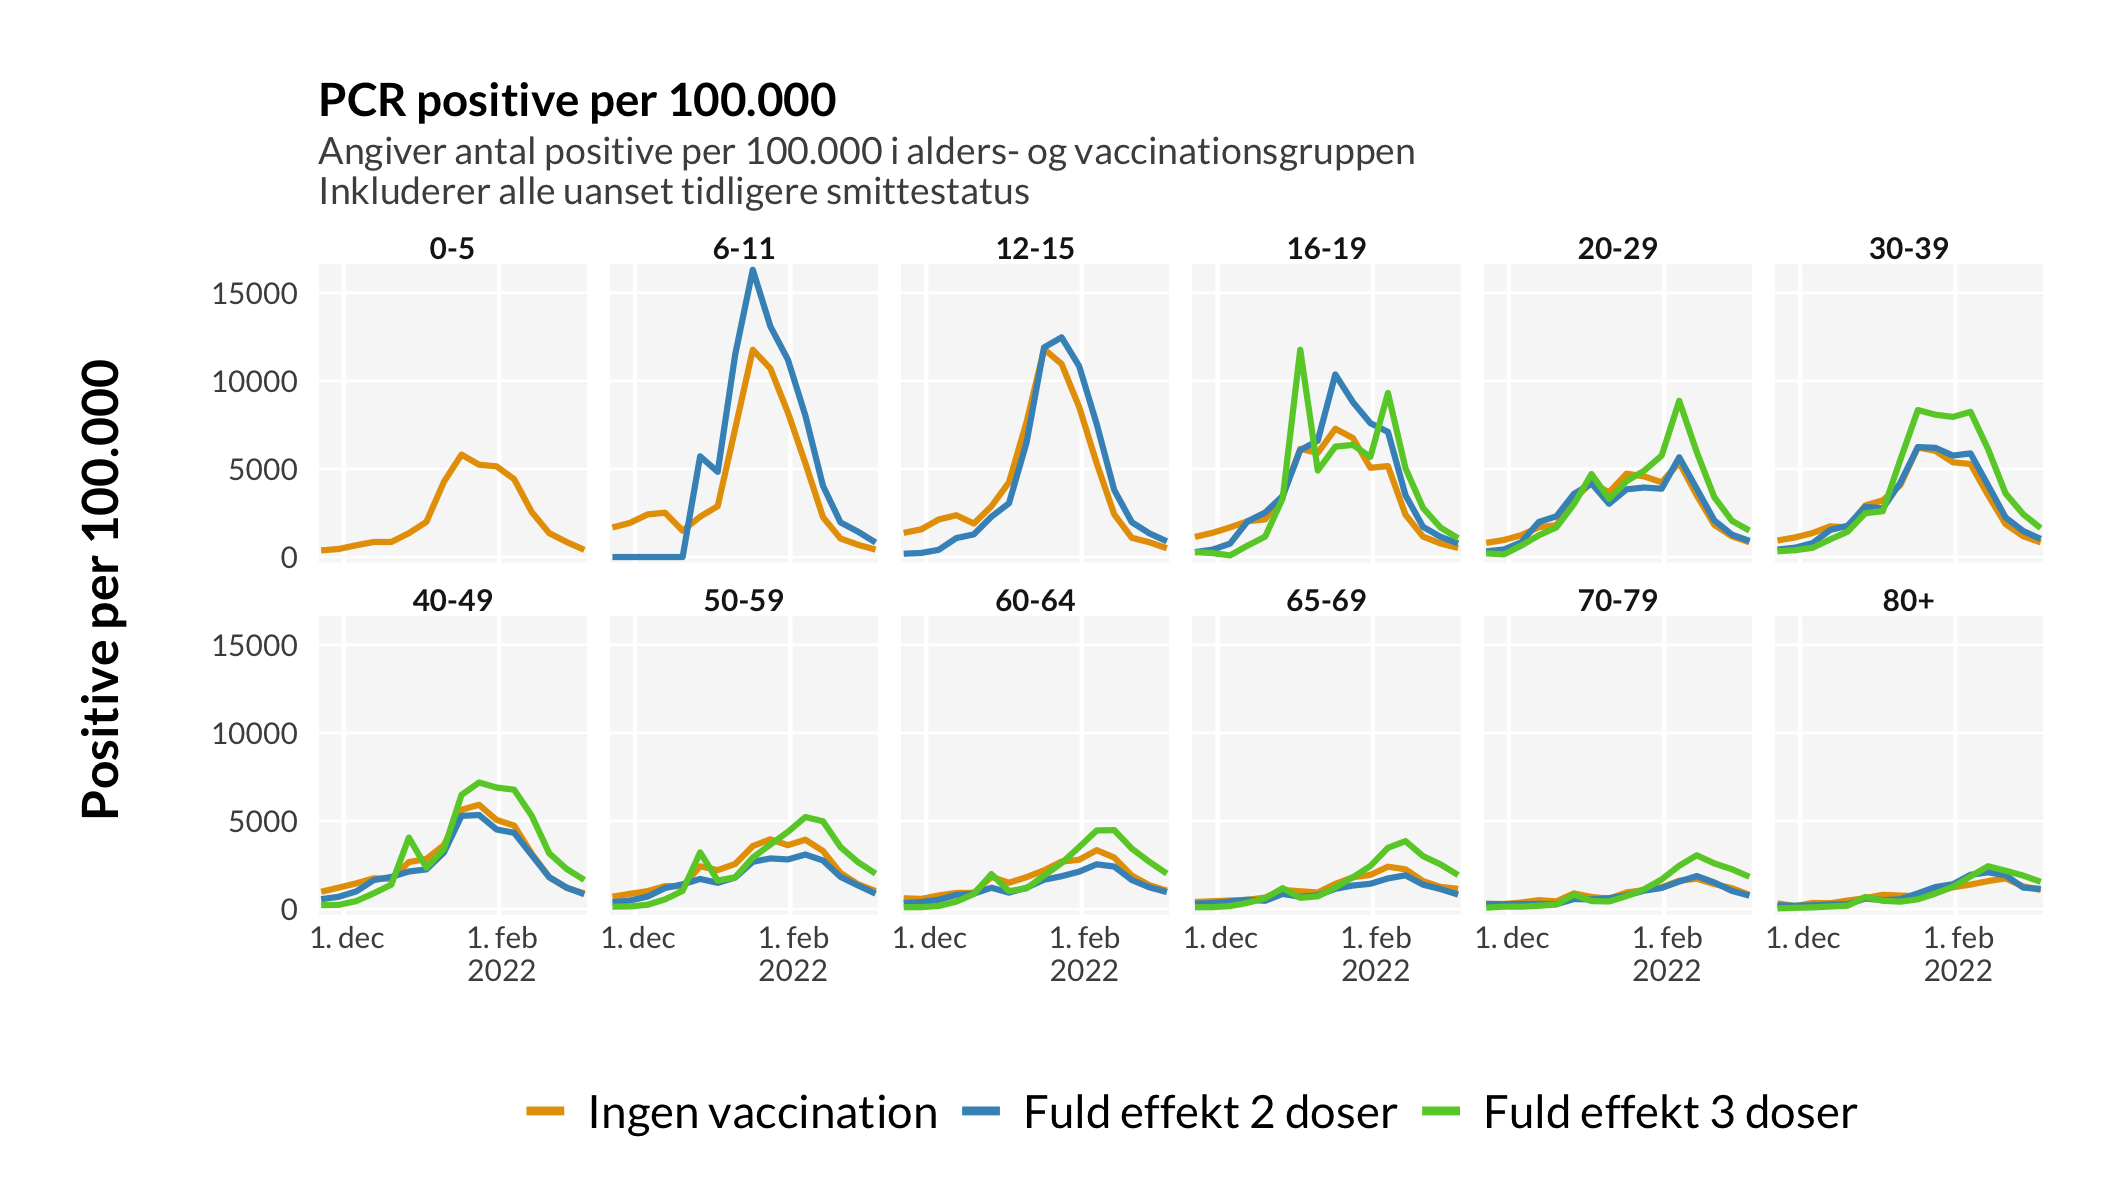 PCR positive per 100.000
Angiver antal positive per 100.000 i alders- og vaccinationsgruppen
Inkluderer alle uanset tidligere smittestatus
Positive per 100.000
0-5 6-11 12-15 16-19 20-29 30-39
15000
10000
5000
0
40-49 50-59 60-64 65-69 70-79 80+
15000
10000
5000
0
1. dec 1. feb 1. dec 1. feb 1. dec 1. feb 1. dec 1. feb 1. dec 1. feb 1. dec 1. feb
2022 2022 2022 2022 2022 2022
Ingen vaccination Fuld effekt 2 doser Fuld effekt 3 doser